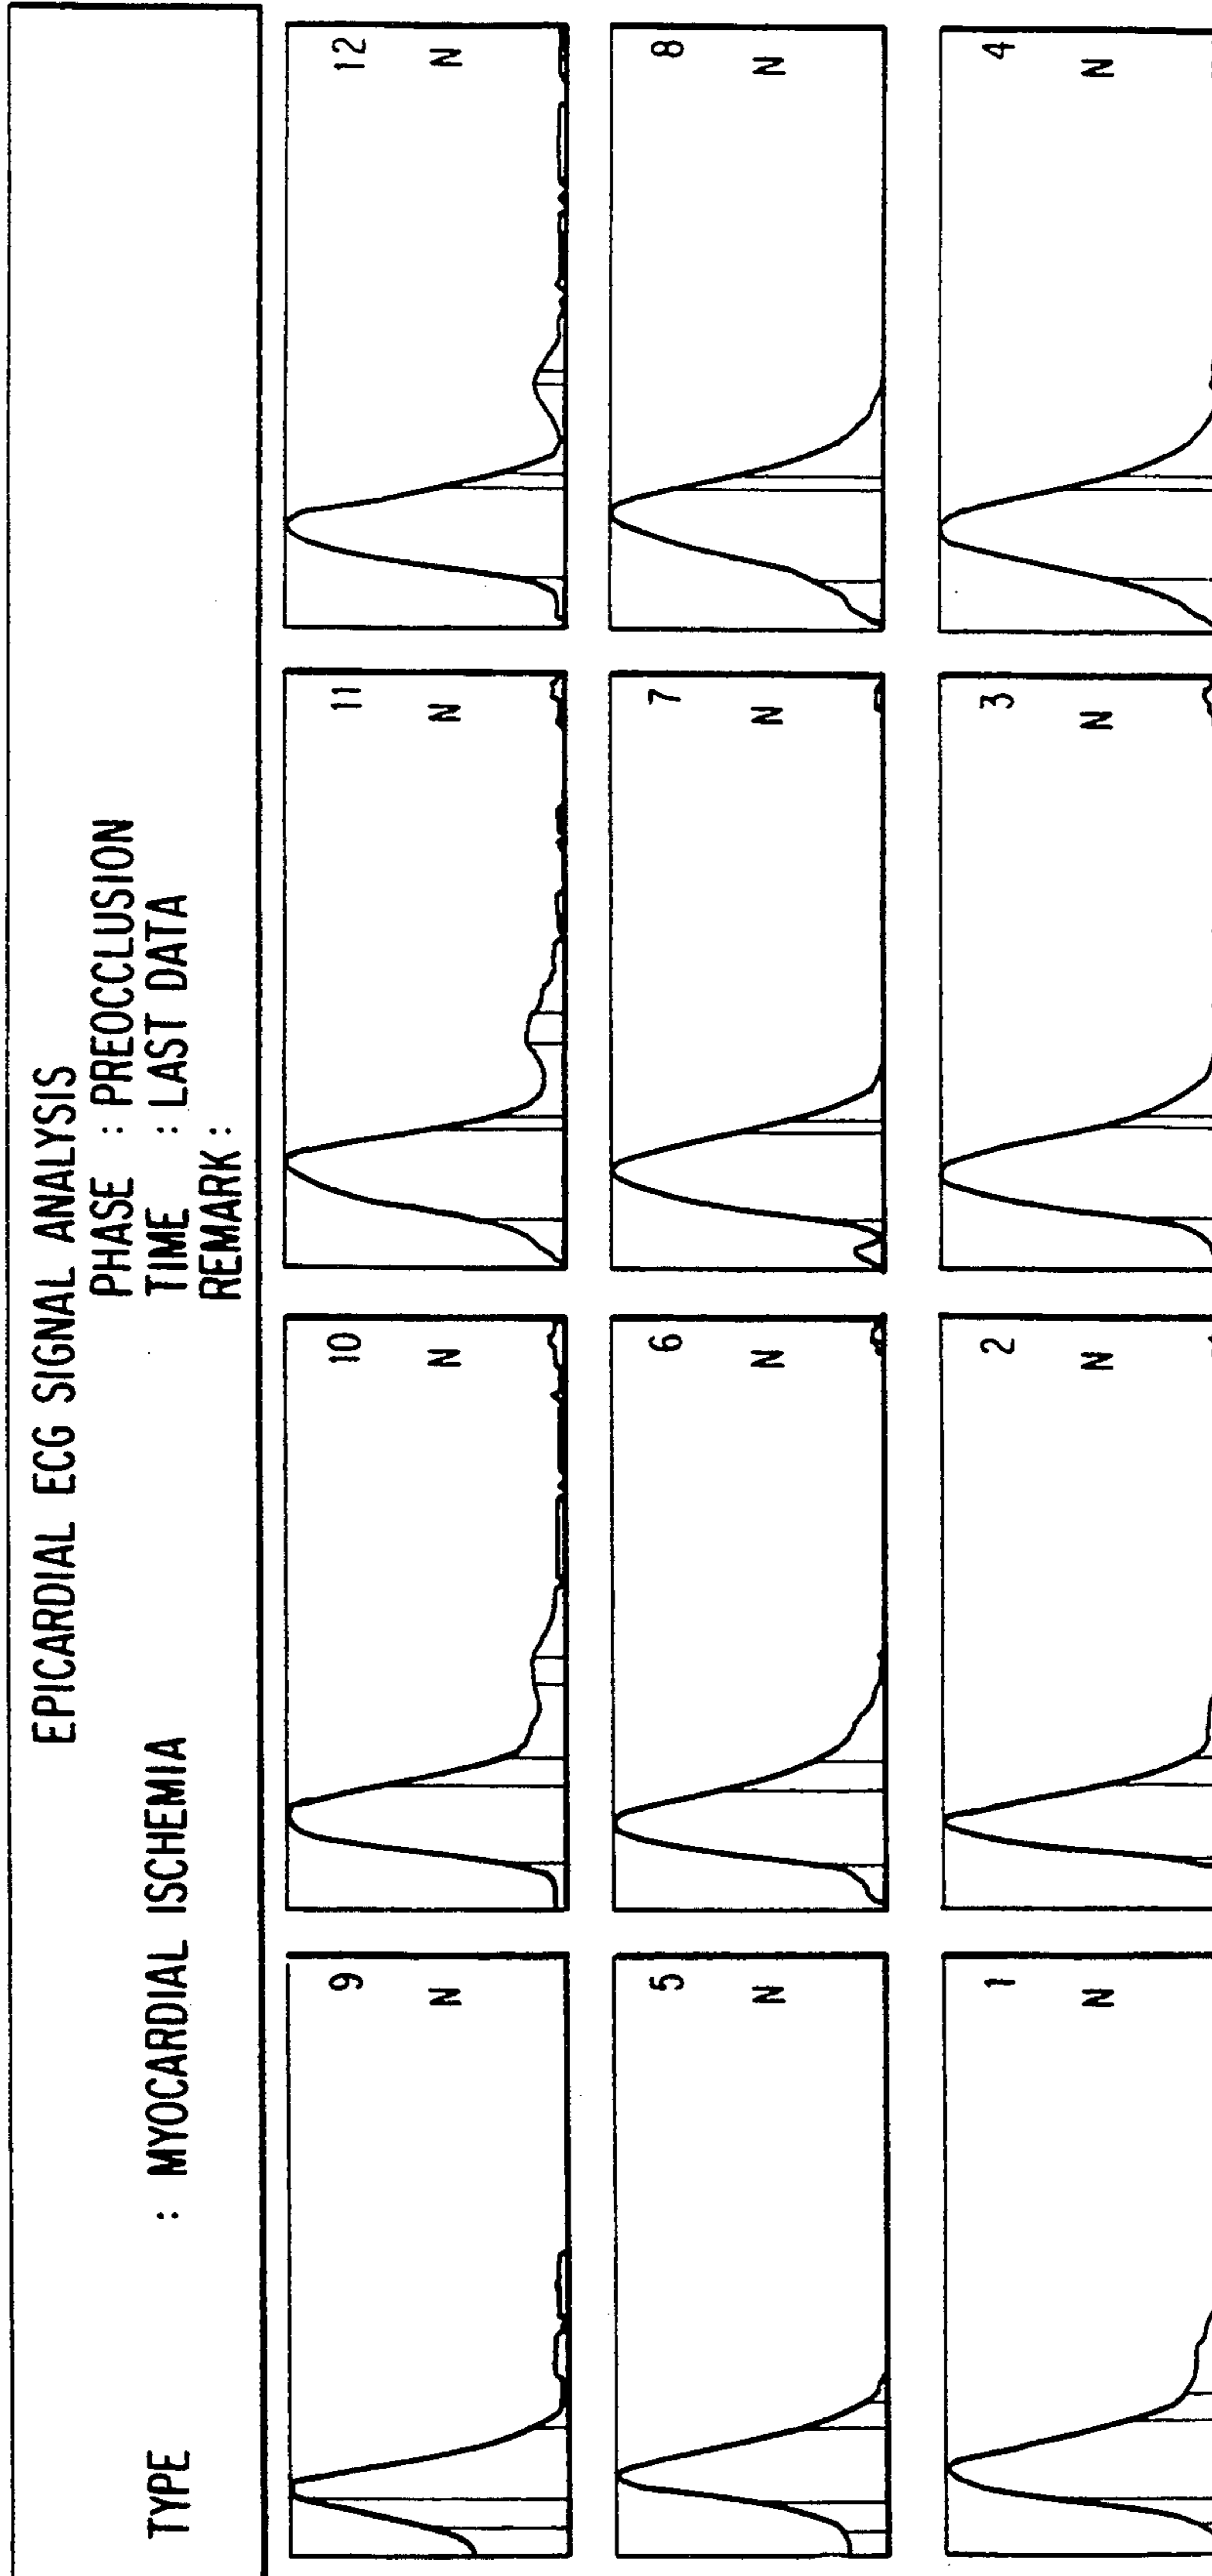 EPICARDIAL ECG SIGNAL ANALYSIS
PHASE : PREOCCLUSION
TYPE : MYOCARDIAL ISCHEMIA TIME : LAST DATA
REMARK :
9 10 11 12
N N N N
5 6 7 8
N N N N
1 2 3 4
N N N N